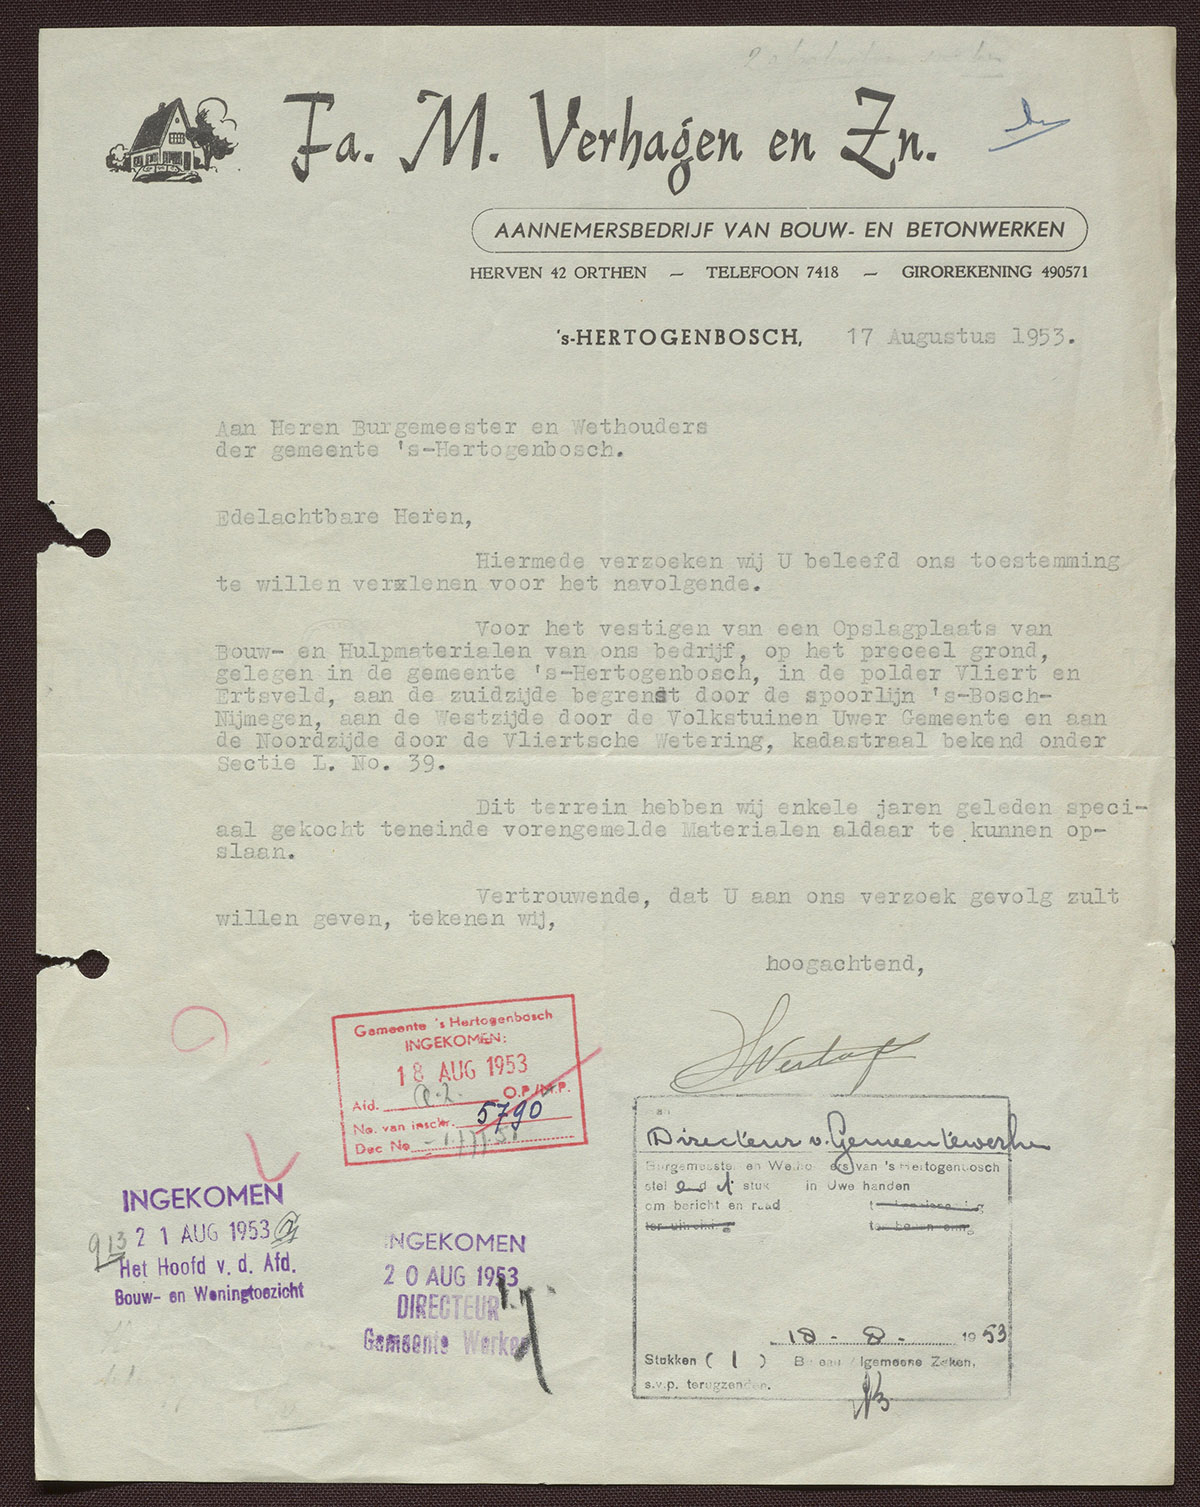 Fa. M. Verhagen en Zn.
AANNEMERSBEDRIJF VAN BOUW- EN BETONWERKEN
HERVEN 42 ORTHEN — TELEFOON 7418 — GIROREKENING 490571
's-HERTOGENBOSCH, 17 Augustus 1953.
Aan Heren Burgemeester en Wethouders
der gemeente 's-Hertogenbosch.
Edelachtbare Heren,
Hiermede verzoeken wij U beleefd ons toestemming
te willen verxlenen voor het navolgende.
Voor het vestigen van een Opslagplaats van
Bouw- en Hulpmaterialen van ons bedrijf, op het preceel grond,
gelegen in de gemeente 's-Hertogenbosch, in de polder Vliert en
Ertsveld, aan de zuidzijde begrenst door de spoorlijn 's-Bosch-
Nijmegen, aan de Westzijde door de Volkstuinen Uwer Gemeente en aan
de Noordzijde door de Vliertsche Wetering, kadastraal bekend onder
Sectie L. No. 39.
Dit terrein hebben wij enkele jaren geleden speci-
aal gekocht teneinde vorengemelde Materialen aldaar te kunnen op-
slaan.
Vertrouwende, dat U aan ons verzoek gevolg zult
willen geven, tekenen wij,
hoogachtend,
Gemeente 's Hertogenbosch
INGEKOMEN:
18 AUG 1953
Afd. O.P./M.P.
No. van inschr. 5790
Doc No
INGEKOMEN
913 21 AUG 1953
Het Hoofd v. d. Afd.
Bouw- en Woningtoezicht
INGEKOMEN
20 AUG 1953
DIRECTEUR
Gemeente Werken
aan
Directeur v. Gemeentewerken
Burgemeester en Wethouders van 's Hertogenbosch
stel end stuk in Uwe handen
om bericht en raad
18 - 8 - 1953
Stukken ( 1 ) Bureau Algemeene Zaken.
s.v.p. terugzenden.